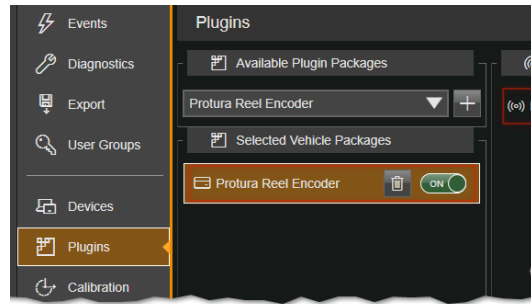 Events
Diagnostics
Export
User Groups
Devices
Plugins
Calibration
Plugins
Available Plugin Packages
Protura Reel Encoder
Selected Vehicle Packages
Protura Reel Encoder
ON